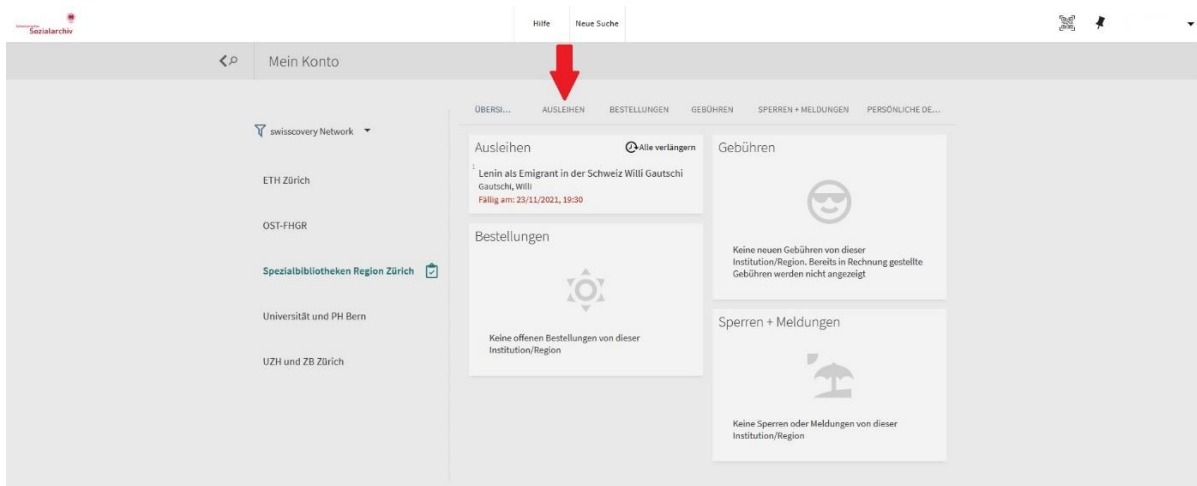 Sozialarchiv
Hilfe
Neue Suche
Mein Konto
swisscovery Network
ETH Zürich
OST-FHGR
Spezialbibliotheken Region Zürich
Universität und PH Bern
UZH und ZB Zürich
ÜBERSI...
AUSLEIHEN
BESTELLUNGEN
GEBÜHREN
SPERREN + MELDUNGEN
PERSÖNLICHE DE...
Ausleihen
Alle verlängern
1
Lenin als Emigrant in der Schweiz Willi Gautschi
Gautschi, Willi
Fällig am: 23/11/2021, 19:30
Bestellungen
Keine offenen Bestellungen von dieser
Institution/Region
Gebühren
Keine neuen Gebühren von dieser
Institution/Region. Bereits in Rechnung gestellte
Gebühren werden nicht angezeigt
Sperren + Meldungen
Keine Sperren oder Meldungen von dieser
Institution/Region